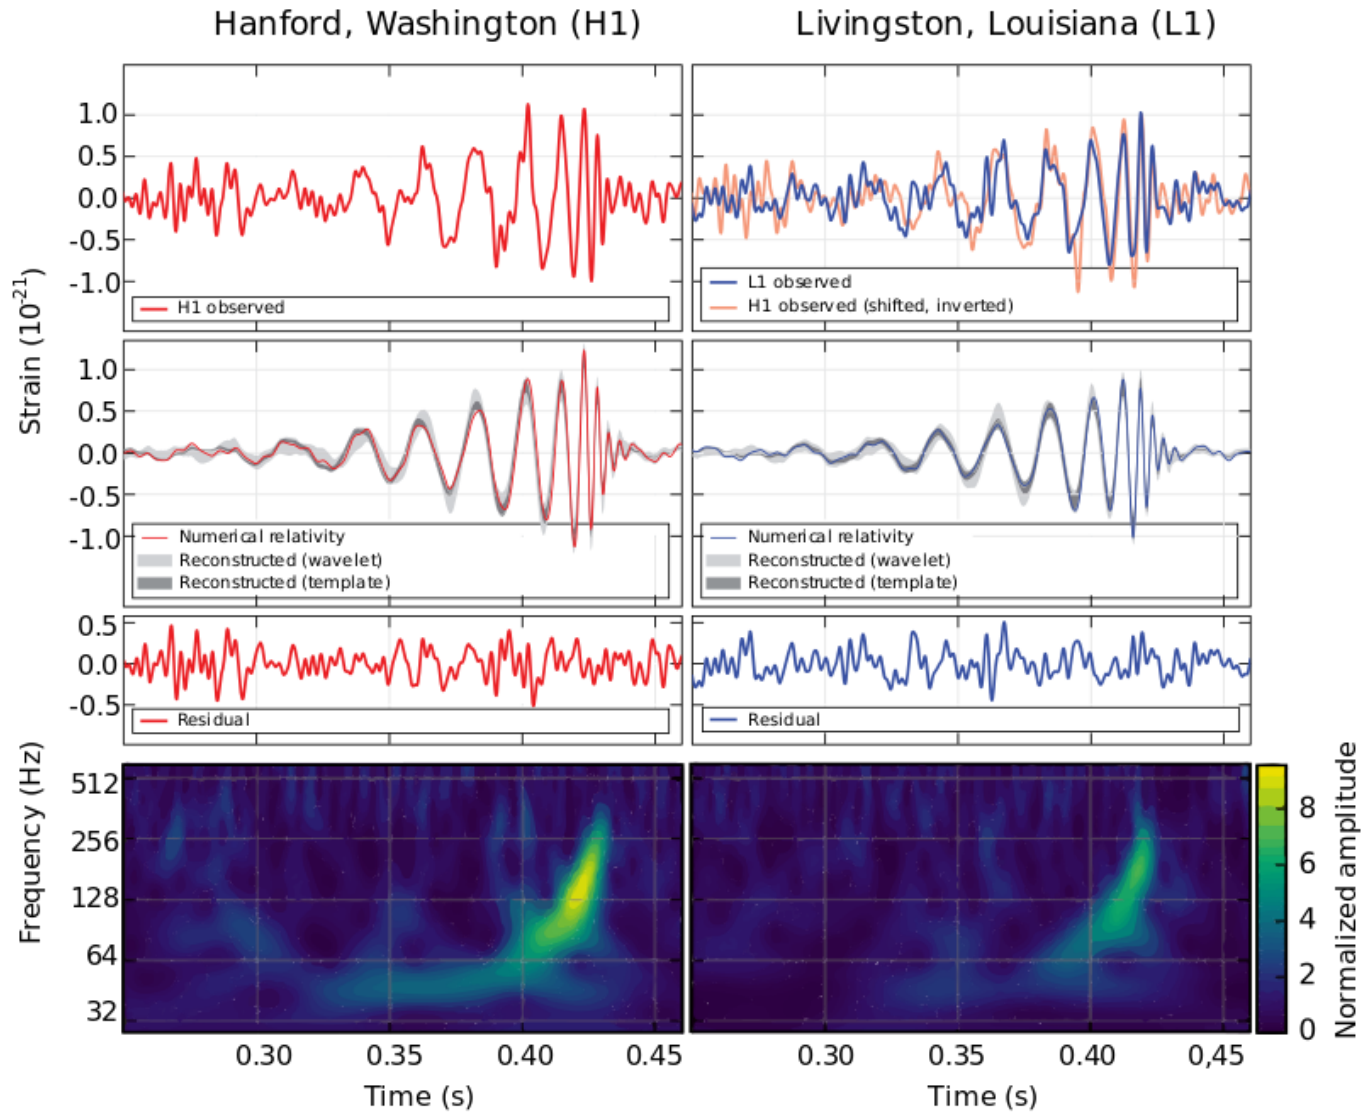 Hanford, Washington (H1)
Livingston, Louisiana (L1)
Strain (10⁻²¹)
1.0
0.5
0.0
-0.5
-1.0
H1 observed
L1 observed
H1 observed (shifted, inverted)
1.0
0.5
0.0
-0.5
-1.0
Numerical relativity
Reconstructed (wavelet)
Reconstructed (template)
Numerical relativity
Reconstructed (wavelet)
Reconstructed (template)
0.5
0.0
-0.5
Residual
Residual
Frequency (Hz)
512
256
128
64
32
Normalized amplitude
8
6
4
2
0
0.30 0.35 0.40 0.45
0.30 0.35 0.40 0,45
Time (s)
Time (s)